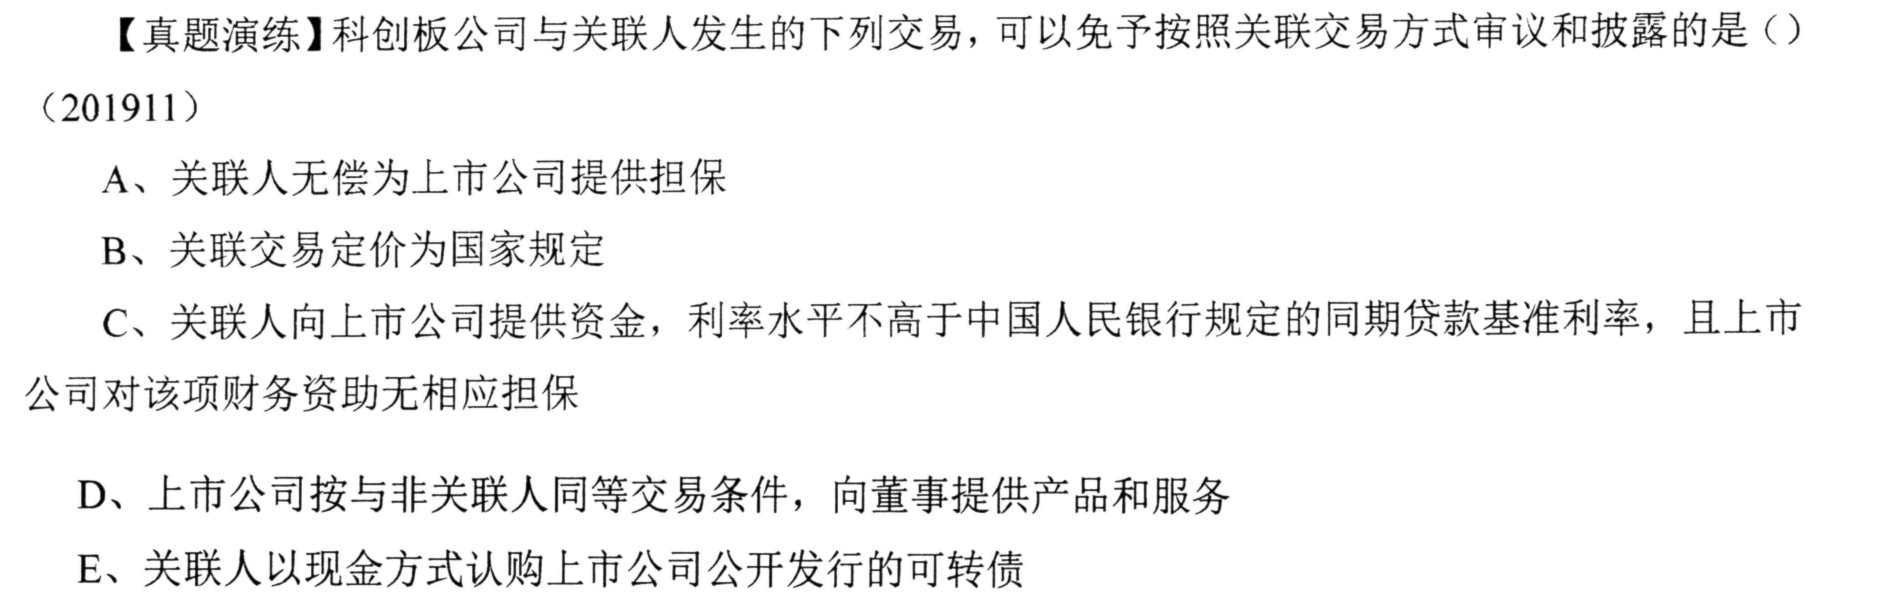 【真题演练】科创板公司与关联人发生的下列交易，可以免予按照关联交易方式审议和披露的是（）
（201911）
A、关联人无偿为上市公司提供担保
B、关联交易定价为国家规定
C、关联人向上市公司提供资金，利率水平不高于中国人民银行规定的同期贷款基准利率，且上市
公司对该项财务资助无相应担保
D、上市公司按与非关联人同等交易条件，向董事提供产品和服务
E、关联人以现金方式认购上市公司公开发行的可转债